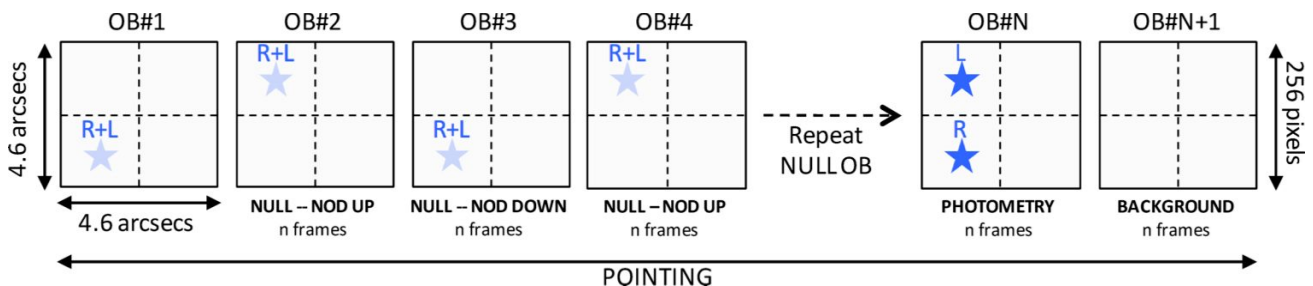 OB#1
OB#2
OB#3
OB#4
OB#N
OB#N+1
4.6 arcsecs
R+L
R+L
R+L
R+L
L
R
256 pixels
Repeat
NULL OB
4.6 arcsecs
NULL -- NOD UP
n frames
NULL -- NOD DOWN
n frames
NULL – NOD UP
n frames
PHOTOMETRY
n frames
BACKGROUND
n frames
POINTING